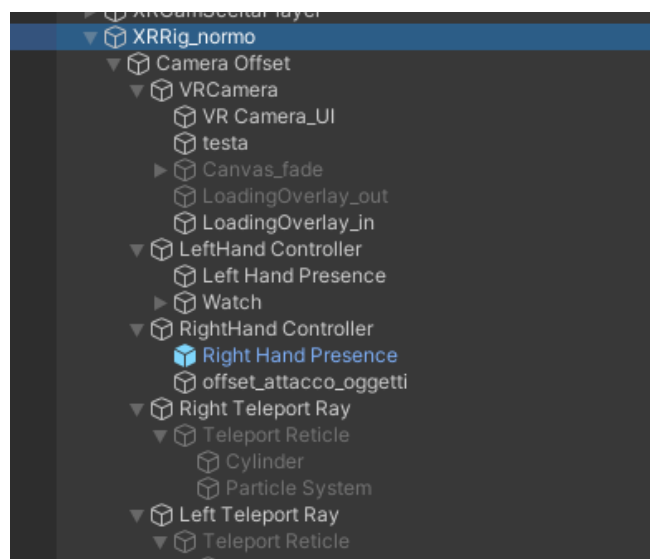 XRRig_normo
Camera Offset
VRCamera
VR Camera_UI
testa
Canvas_fade
LoadingOverlay_out
LoadingOverlay_in
LeftHand Controller
Left Hand Presence
Watch
RightHand Controller
Right Hand Presence
offset_attacco_oggetti
Right Teleport Ray
Teleport Reticle
Cylinder
Particle System
Left Teleport Ray
Teleport Reticle